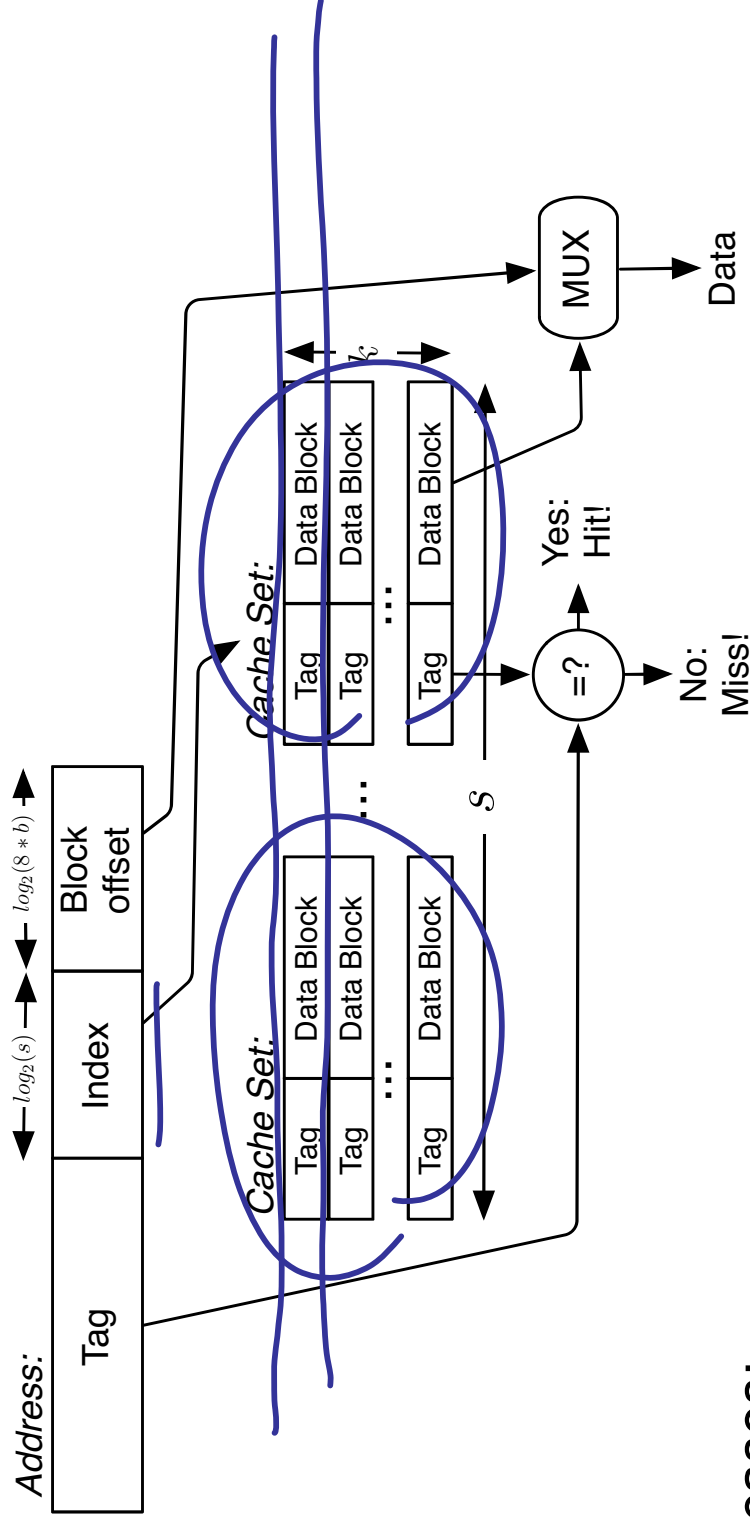 Address:
log₂(s) log₂(8 * b)
Tag Index Block
offset
Cache Set: Cache Set:
Tag Data Block Tag Data Block
k
Tag Data Block Tag Data Block
... ... ...
Tag Data Block Tag Data Block
s
=? MUX
Yes:
Hit!
No:
Miss!
Data